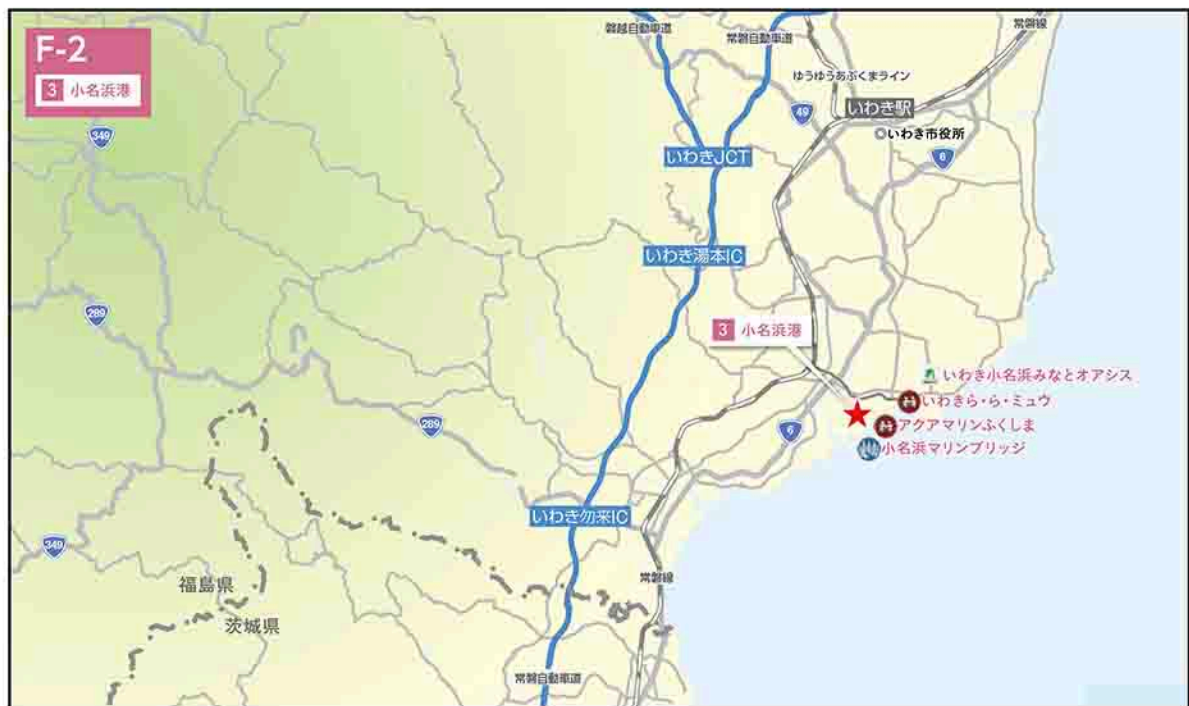 F-2
3 小名浜港
磐越自動車道
常磐自動車道
常磐線
ゆうゆうあぶくまライン
49
いわき駅
いわき市役所
6
349
いわきJCT
いわき湯本IC
289
3 小名浜港
いわき小名浜みなとオアシス
いわきら・ら・ミュウ
アクアマリンふくしま
小名浜マリンブリッジ
289
6
いわき勿来IC
349
福島県
茨城県
常磐線
常磐自動車道